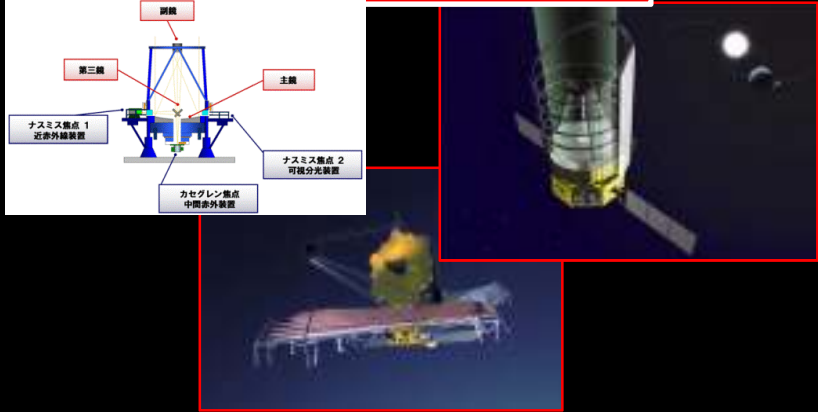 副鏡
第三鏡
主鏡
ナスミス焦点 1
近赤外線装置
ナスミス焦点 2
可視分光装置
カセグレン焦点
中間赤外装置